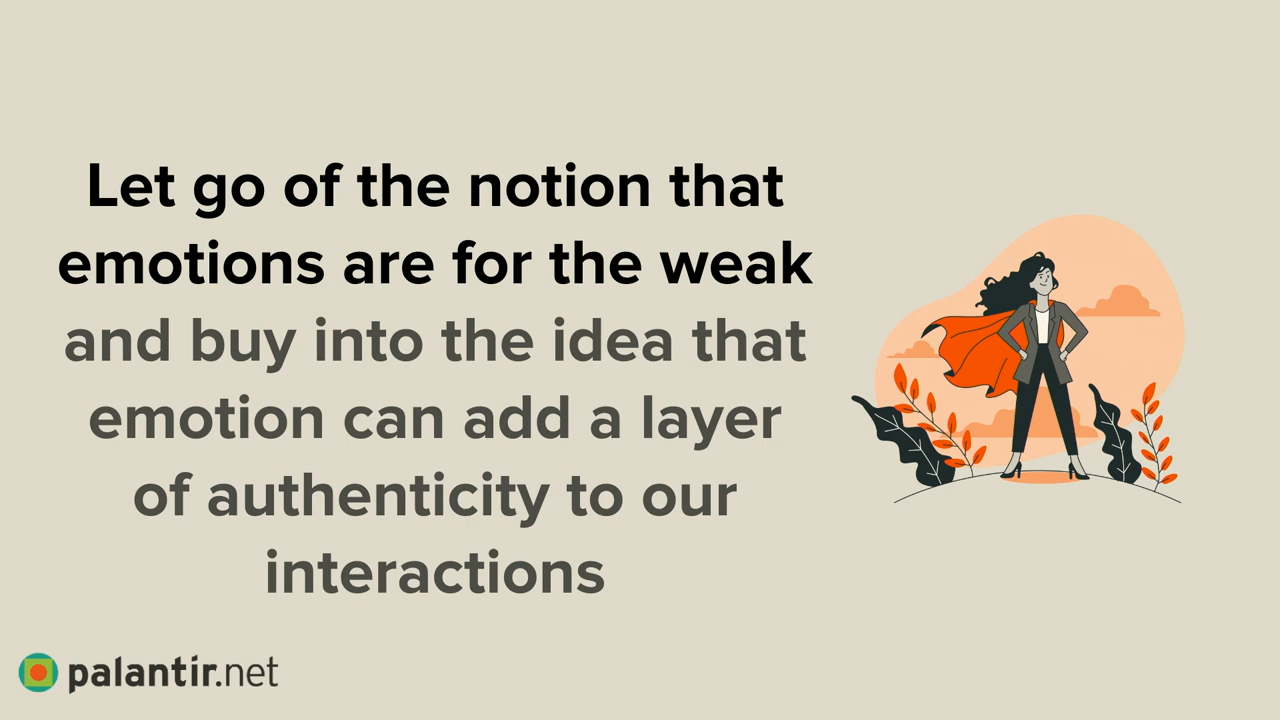 Let go of the notion that
emotions are for the weak
and buy into the idea that
emotion can add a layer
of authenticity to our
interactions
palantir.net